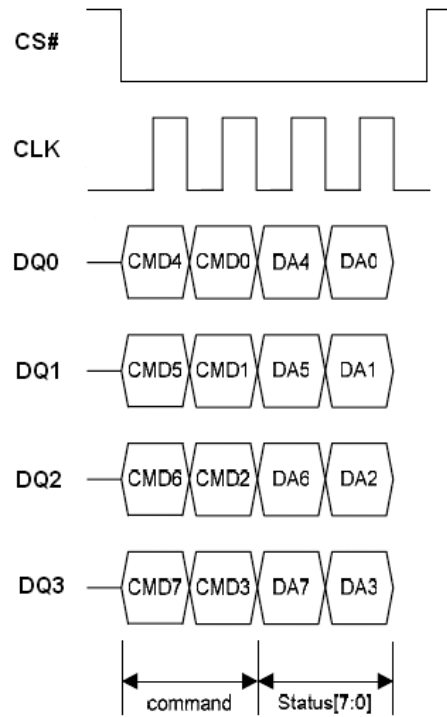 CS#
CLK
DQ0 CMD4 CMD0 DA4 DA0
DQ1 CMD5 CMD1 DA5 DA1
DQ2 CMD6 CMD2 DA6 DA2
DQ3 CMD7 CMD3 DA7 DA3
command Status[7:0]